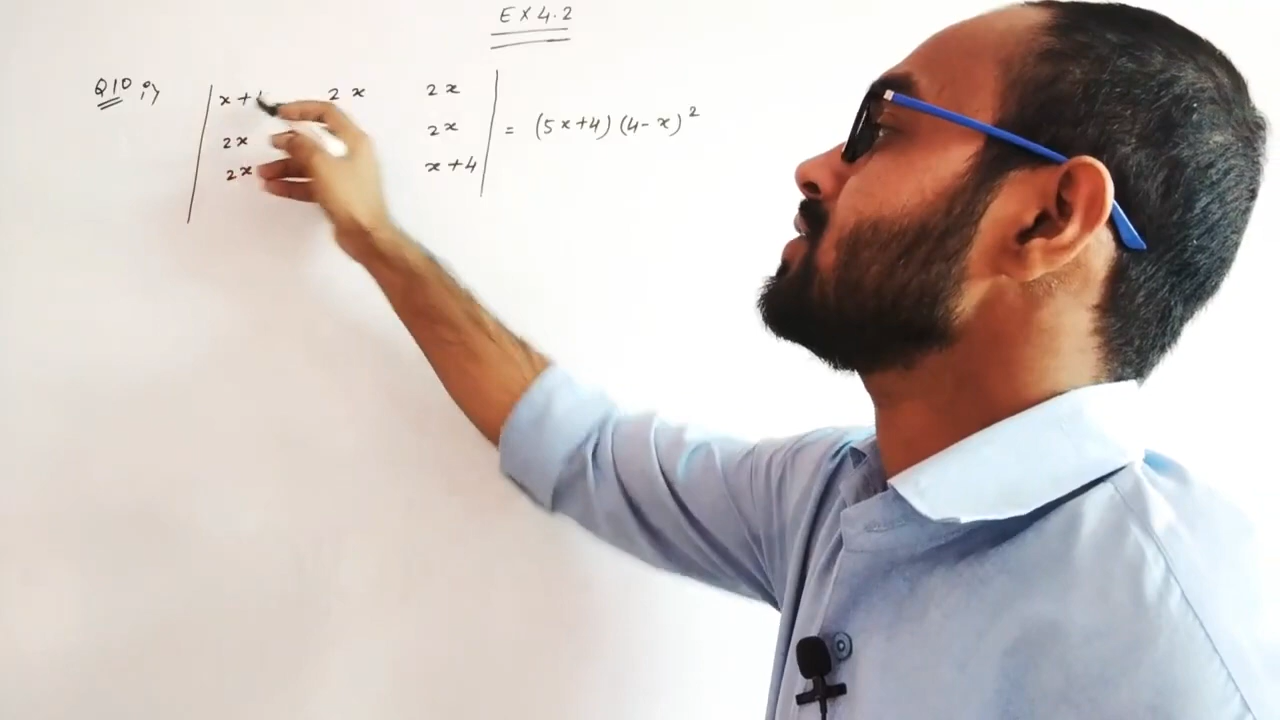 EX 4.2
Q10 i) | x+ 2x 2x |
2x 2x = (5x+4) (4-x)²
2x x+4